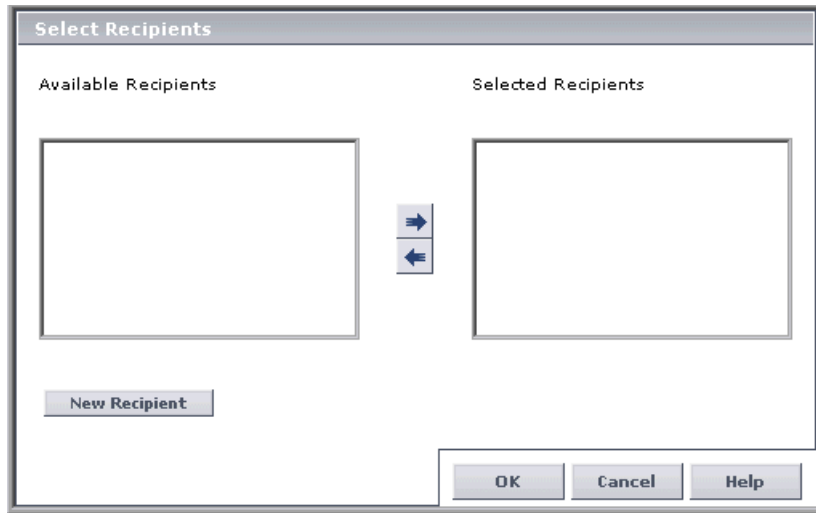 Select Recipients
Available Recipients
Selected Recipients
New Recipient
OK
Cancel
Help